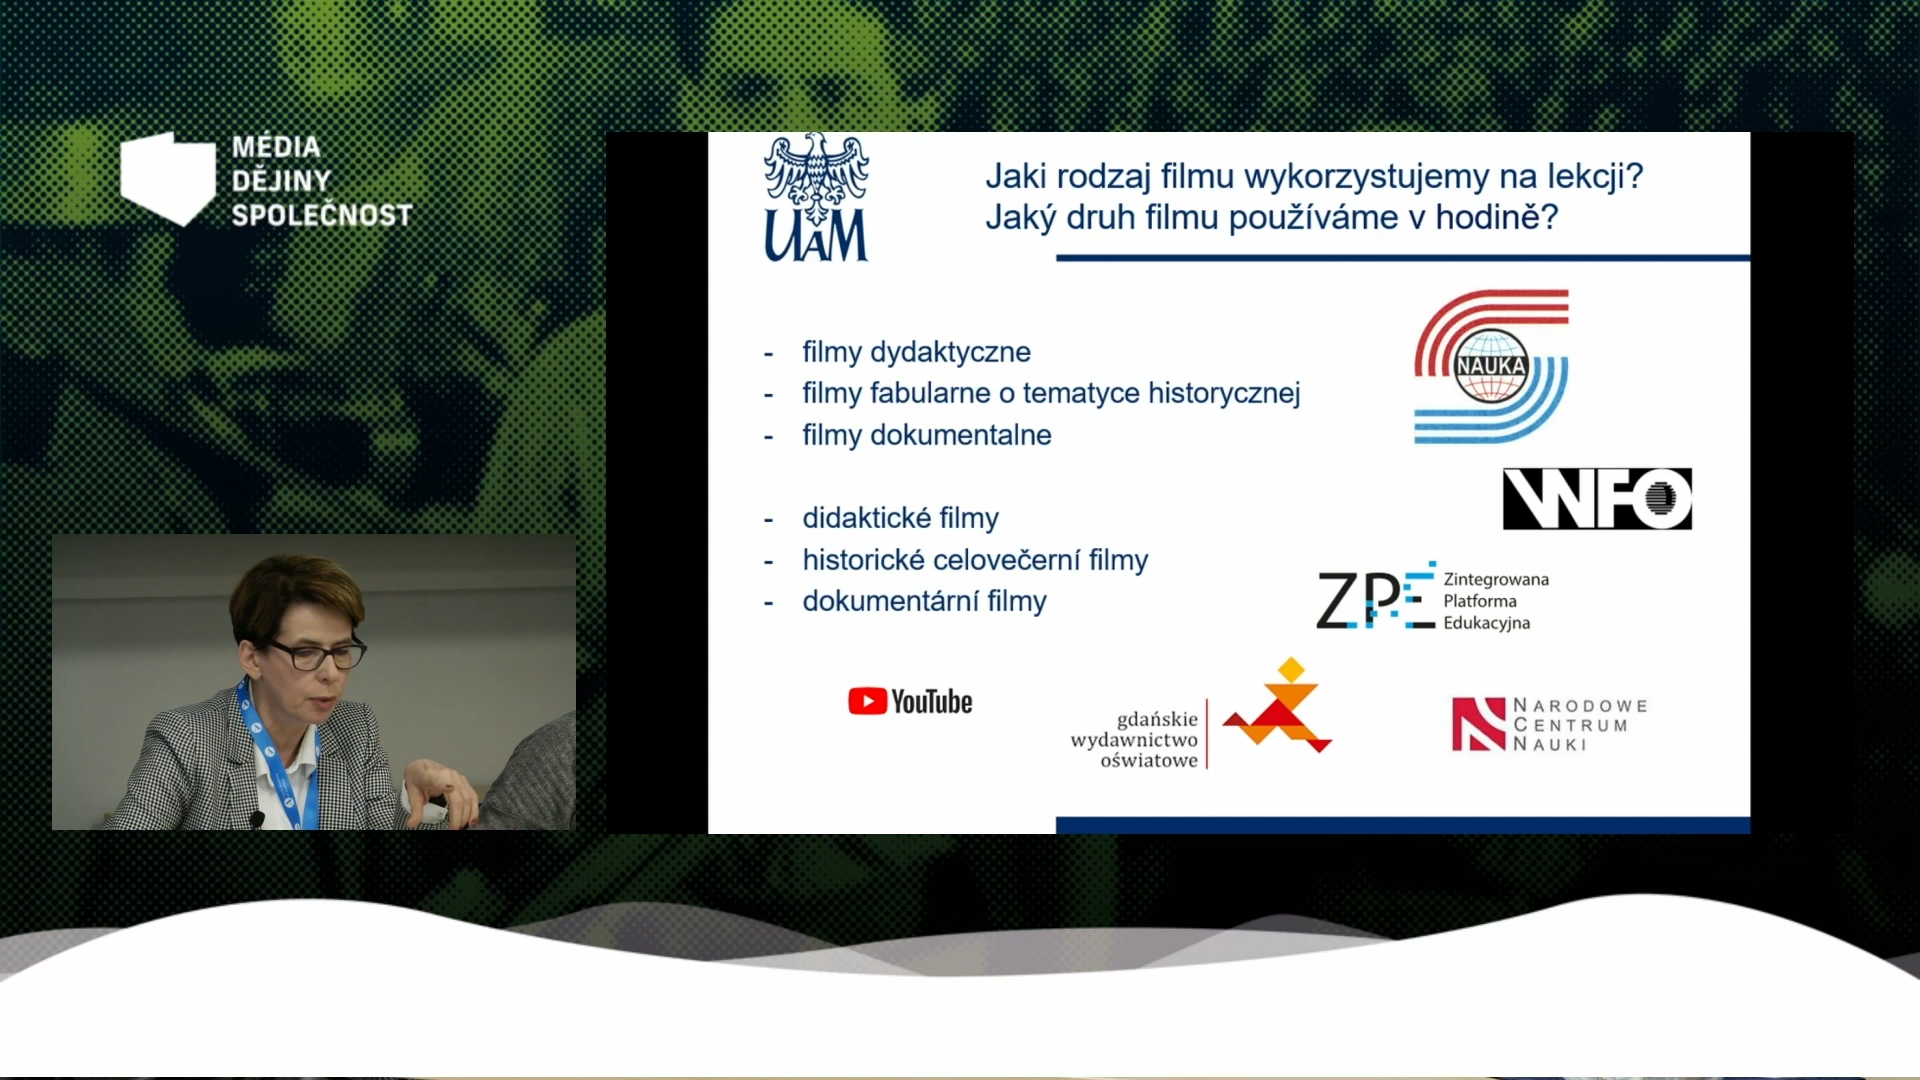 MÉDIA
DĚJINY
SPOLEČNOST
UAM
Jaki rodzaj filmu wykorzystujemy na lekcji?
Jaký druh filmu používáme v hodině?
- filmy dydaktyczne
- filmy fabularne o tematyce historycznej
- filmy dokumentalne
- didaktické filmy
- historické celovečerní filmy
- dokumentární filmy
NAUKA
WFO
ZPE Zintegrowana
Platforma
Edukacyjna
YouTube
gdańskie
wydawnictwo
oświatowe
NARODOWE
CENTRUM
NAUKI